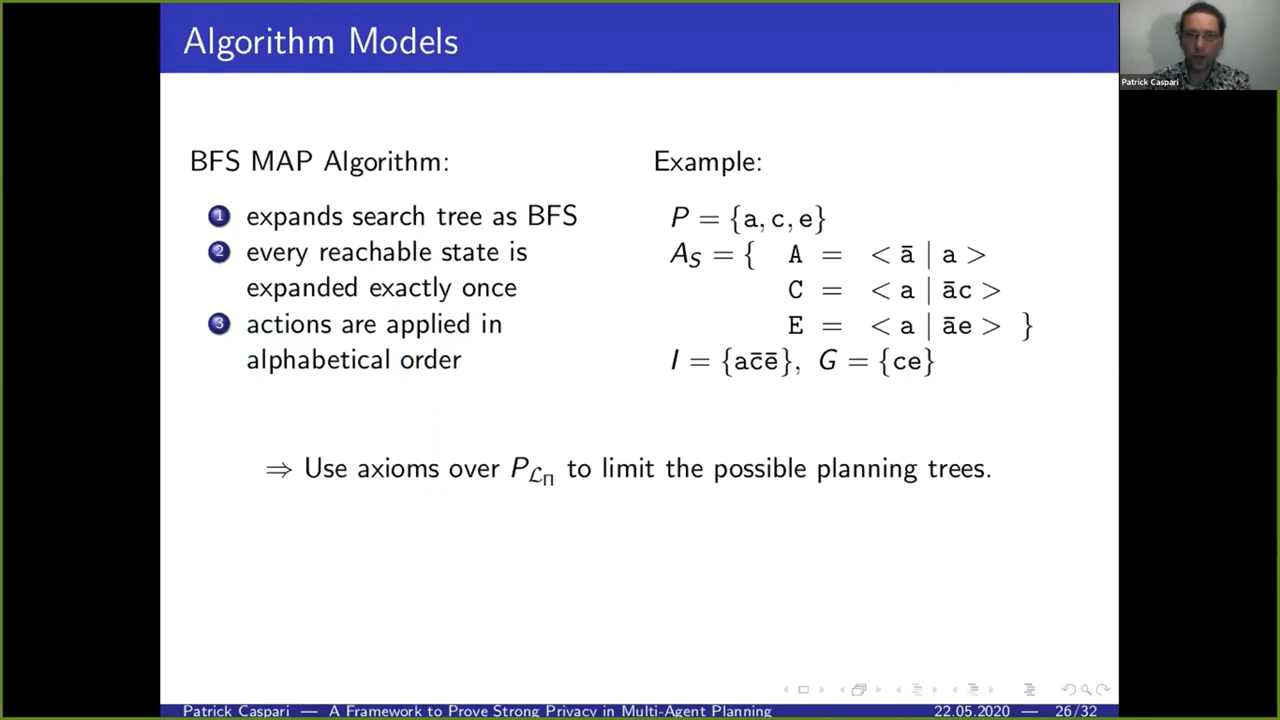 Algorithm Models
Patrick Caspari
BFS MAP Algorithm:
1 expands search tree as BFS
2 every reachable state is
expanded exactly once
3 actions are applied in
alphabetical order
Example:
P = {a, c, e}
A_S = { A = < ā | a >
C = < a | āc >
E = < a | āe > }
I = {ac̄ē}, G = {ce}
⇒ Use axioms over P_{ℒ_Π} to limit the possible planning trees.
Patrick Caspari — A Framework to Prove Strong Privacy in Multi-Agent Planning 22.05.2020 — 26/32